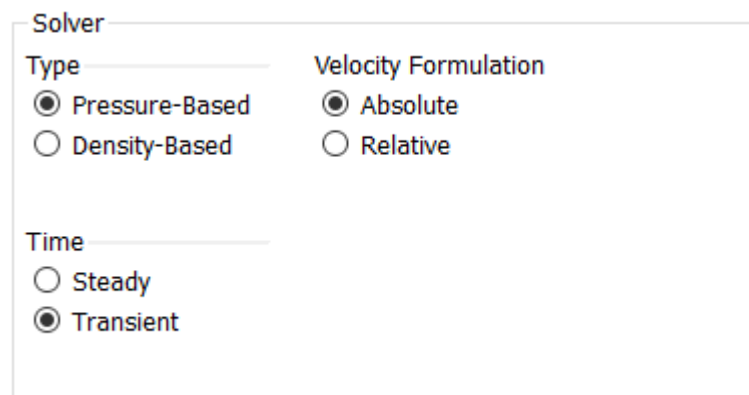 Solver
Type
Velocity Formulation
Pressure-Based
Absolute
Density-Based
Relative
Time
Steady
Transient